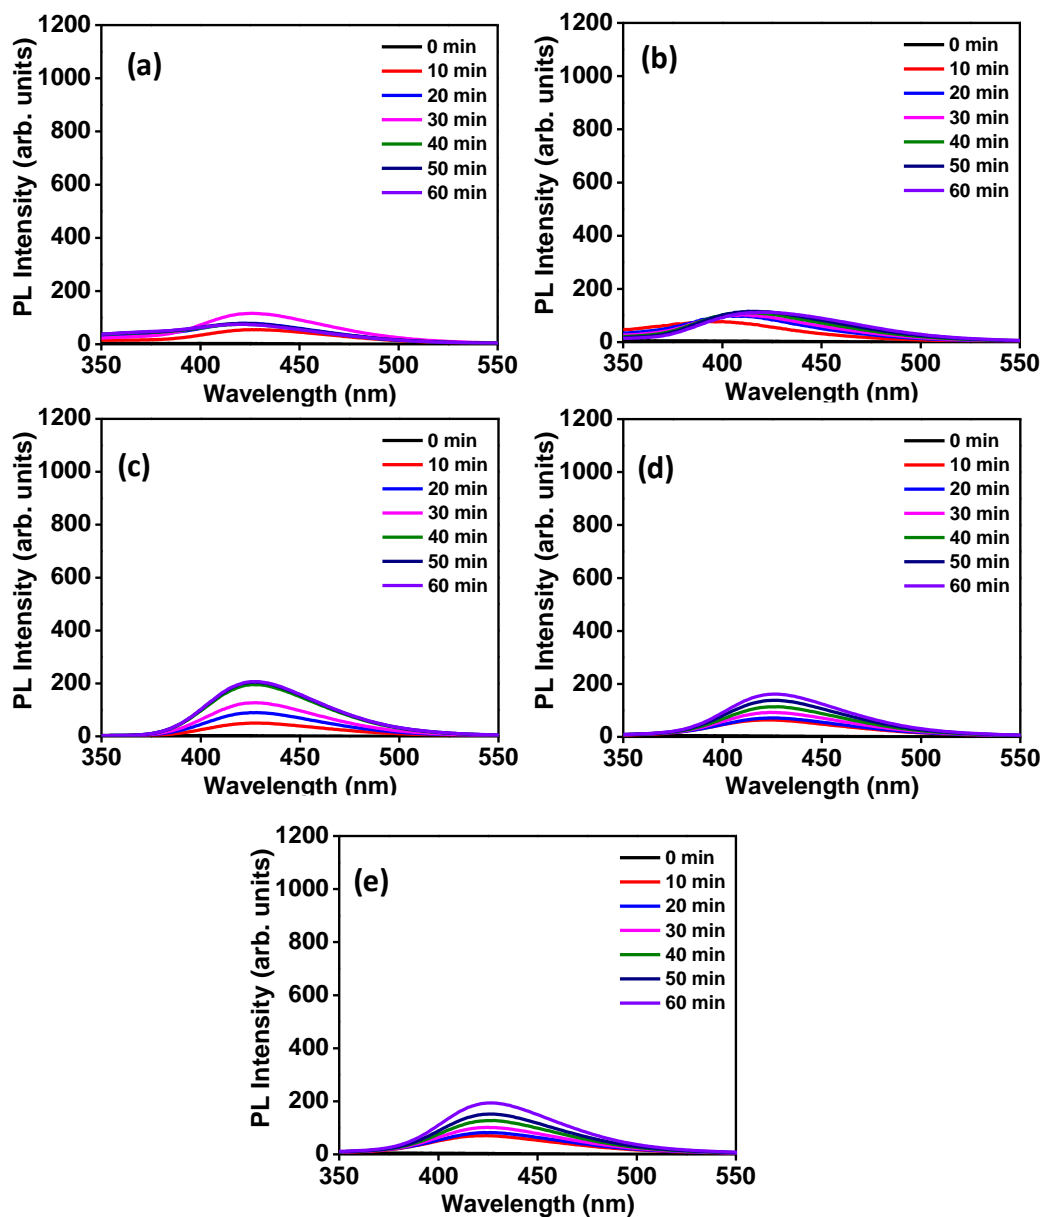 PL Intensity (arb. units)
1200
1000
800
600
400
200
0
(a)
0 min
10 min
20 min
30 min
40 min
50 min
60 min
350 400 450 500 550
Wavelength (nm)
PL Intensity (arb. units)
1200
1000
800
600
400
200
0
(b)
0 min
10 min
20 min
30 min
40 min
50 min
60 min
350 400 450 500 550
Wavelength (nm)
PL Intensity (arb. units)
1200
1000
800
600
400
200
0
(c)
0 min
10 min
20 min
30 min
40 min
50 min
60 min
350 400 450 500 550
Wavelength (nm)
PL Intensity (arb. units)
1200
1000
800
600
400
200
0
(d)
0 min
10 min
20 min
30 min
40 min
50 min
60 min
350 400 450 500 550
Wavelength (nm)
PL Intensity (arb. units)
1200
1000
800
600
400
200
0
(e)
0 min
10 min
20 min
30 min
40 min
50 min
60 min
350 400 450 500 550
Wavelength (nm)